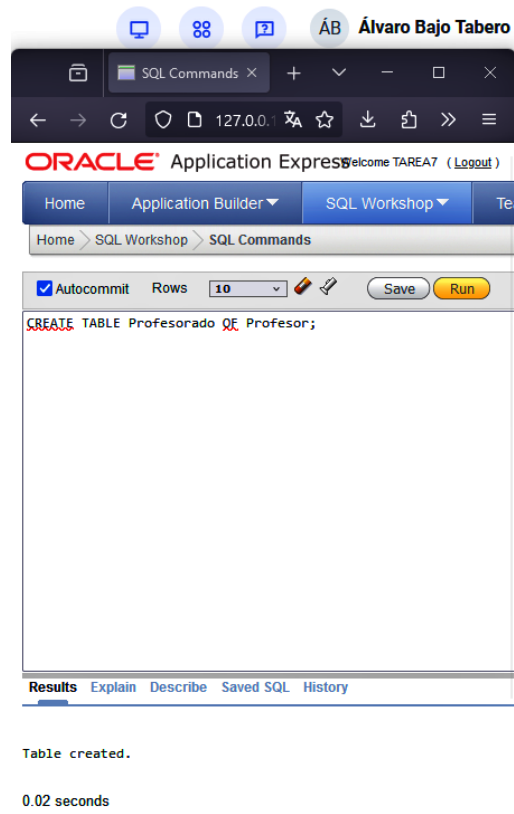 ÁB Álvaro Bajo Tabero
SQL Commands
127.0.0.1
ORACLE Application Express Welcome TAREA7 ( Logout )
Home Application Builder SQL Workshop Te
Home SQL Workshop SQL Commands
Autocommit Rows 10 Save Run
CREATE TABLE Profesorado OF Profesor;
Results Explain Describe Saved SQL History
Table created.
0.02 seconds